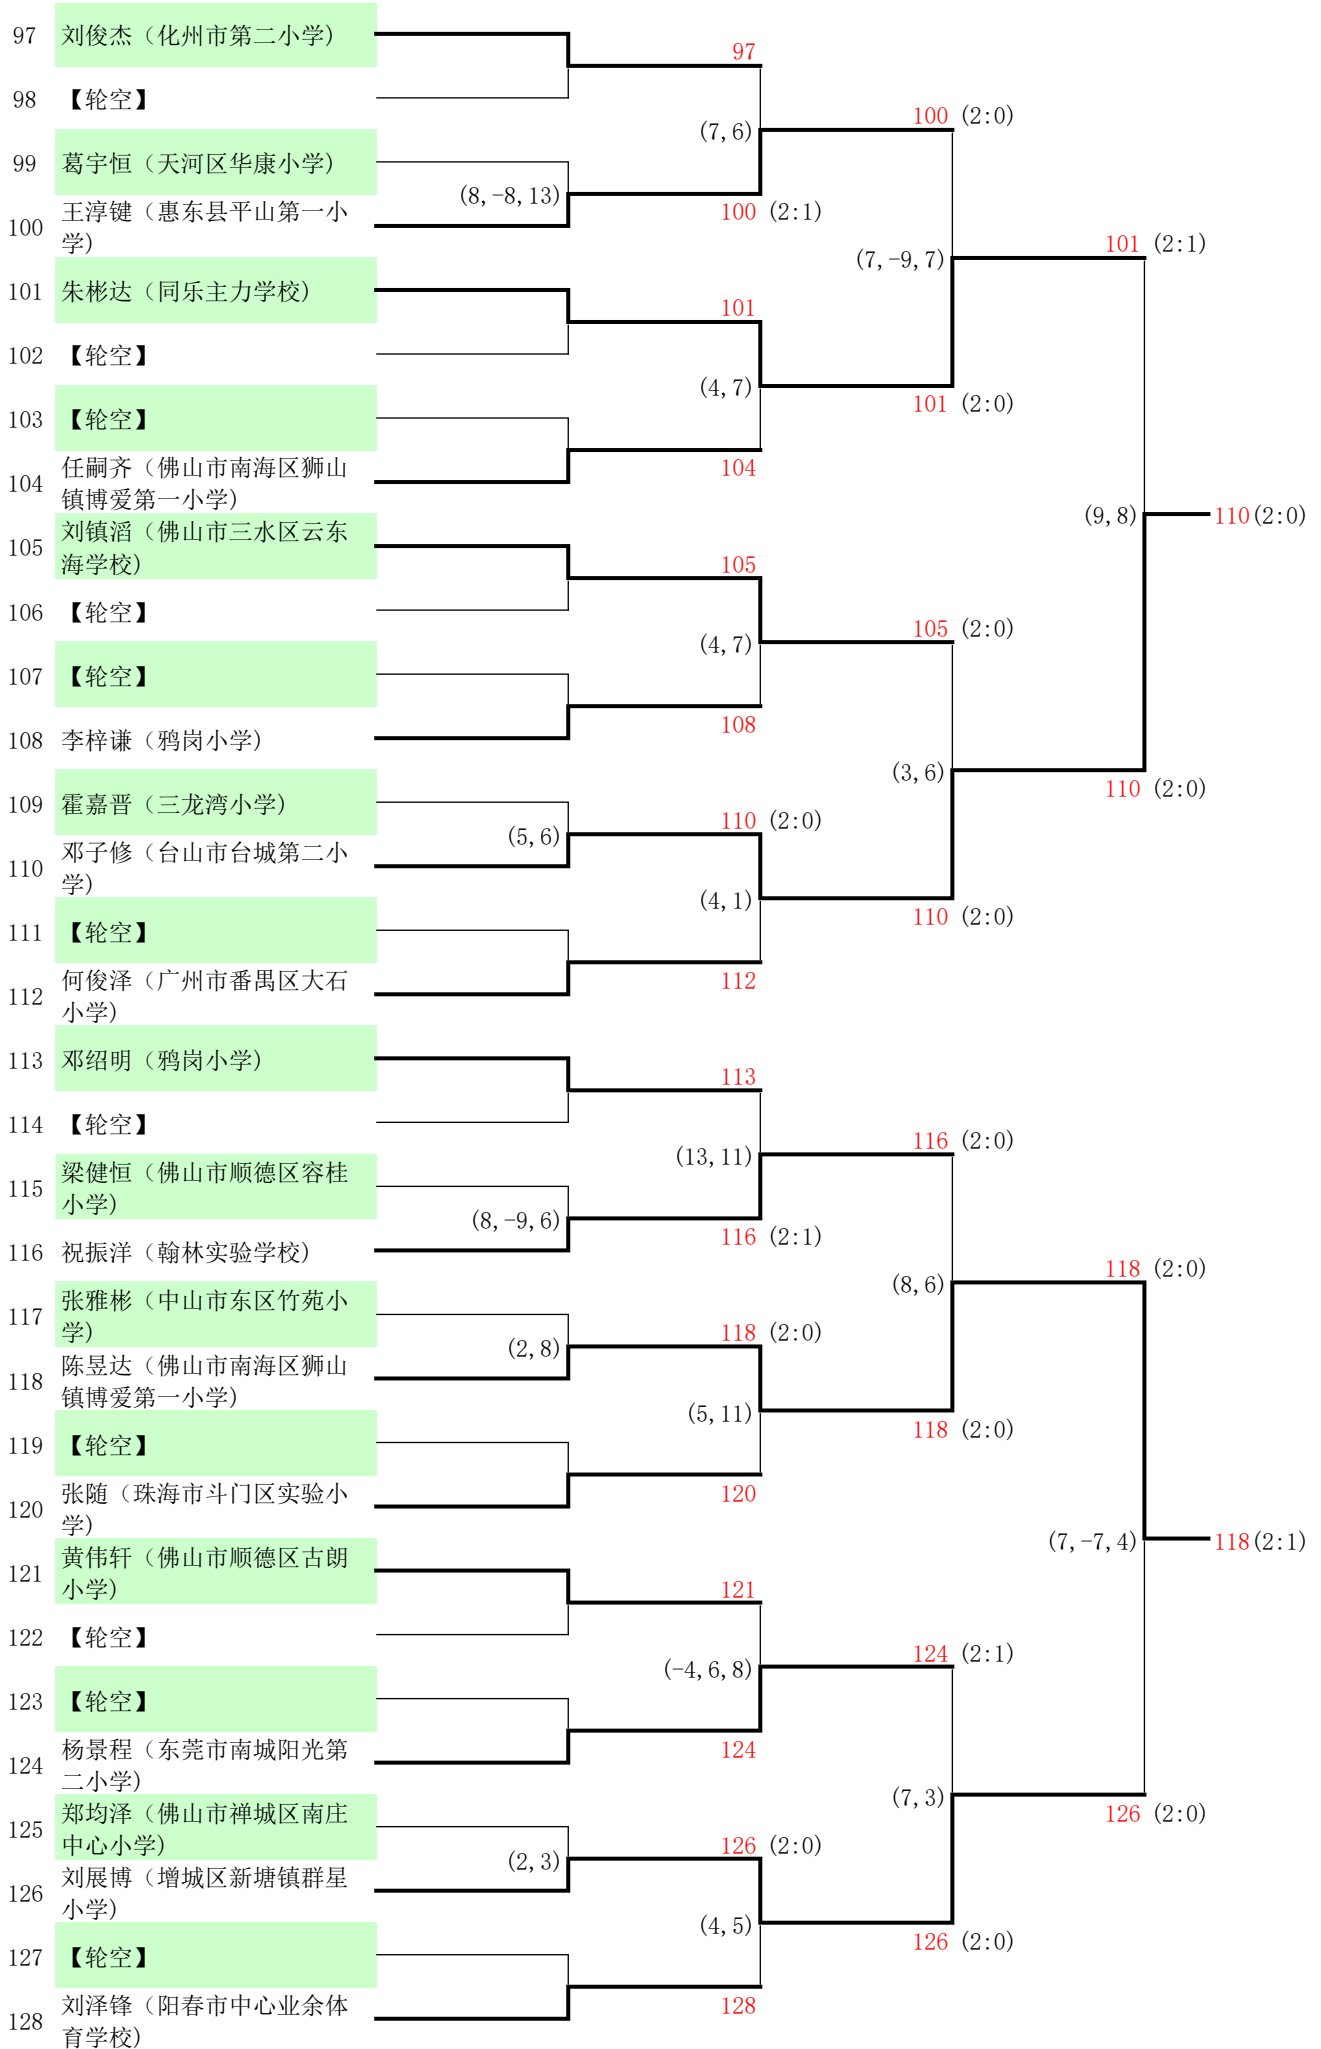 97 刘俊杰（化州市第二小学）
97
98 【轮空】
100 (2:0)
(7,6)
99 葛宇恒（天河区华康小学）
(8,-8,13)
100 王淳键（惠东县平山第一小
学）
100 (2:1)
101 (2:1)
(7,-9,7)
101 朱彬达（同乐主力学校）
101
102 【轮空】
(4,7)
101 (2:0)
103 【轮空】
104 任嗣齐（佛山市南海区狮山
镇博爱第一小学）
104
(9,8)
110(2:0)
105 刘镇滔（佛山市三水区云东
海学校）
105
106 【轮空】
105 (2:0)
(4,7)
107 【轮空】
108
108 李梓谦（鸦岗小学）
(3,6)
110 (2:0)
109 霍嘉晋（三龙湾小学）
110 (2:0)
(5,6)
110 邓子修（台山市台城第二小
学）
(4,1)
110 (2:0)
111 【轮空】
112 何俊泽（广州市番禺区大石
小学）
112
113 邓绍明（鸦岗小学）
113
114 【轮空】
116 (2:0)
(13,11)
115 梁健恒（佛山市顺德区容桂
小学）
(8,-9,6)
116 (2:1)
116 祝振洋（翰林实验学校）
118 (2:0)
(8,6)
117 张雅彬（中山市东区竹苑小
学）
118 (2:0)
(2,8)
118 陈昱达（佛山市南海区狮山
镇博爱第一小学）
(5,11)
118 (2:0)
119 【轮空】
120 张随（珠海市斗门区实验小
学）
120
(7,-7,4)
118(2:1)
121 黄伟轩（佛山市顺德区古朗
小学）
121
122 【轮空】
124 (2:1)
(-4,6,8)
123 【轮空】
124 杨景程（东莞市南城阳光第
二小学）
124
(7,3)
126 (2:0)
125 郑均泽（佛山市禅城区南庄
中心小学）
126 (2:0)
(2,3)
126 刘展博（增城区新塘镇群星
小学）
(4,5)
126 (2:0)
127 【轮空】
128 刘泽锋（阳春市中心业余体
育学校）
128